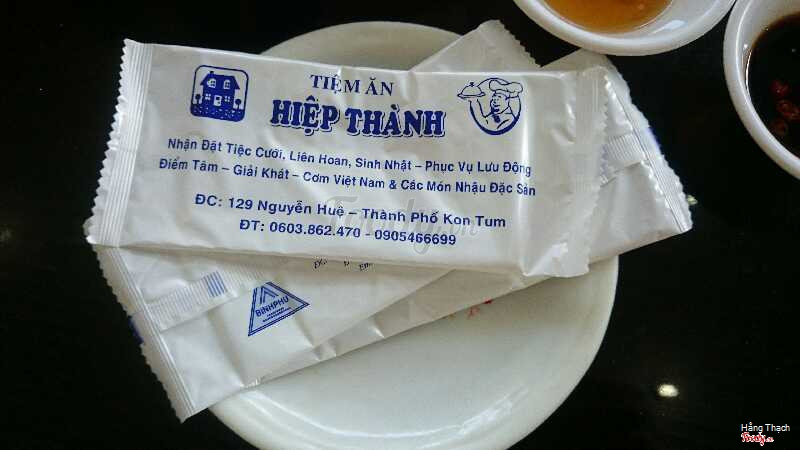 TIỆM ĂN
HIỆP THÀNH
Nhận Đặt Tiệc Cưới, Liên Hoan, Sinh Nhật – Phục Vụ Lưu Động
Điểm Tâm – Giải Khát – Cơm Việt Nam & Các Món Nhậu Đặc Sản
ĐC: 129 Nguyễn Huệ – Thành Phố Kon Tum
ĐT: 0603.862.470 - 0905466699
Foody.vn
BINHPHU
Hằng Thạch
Foody.vn